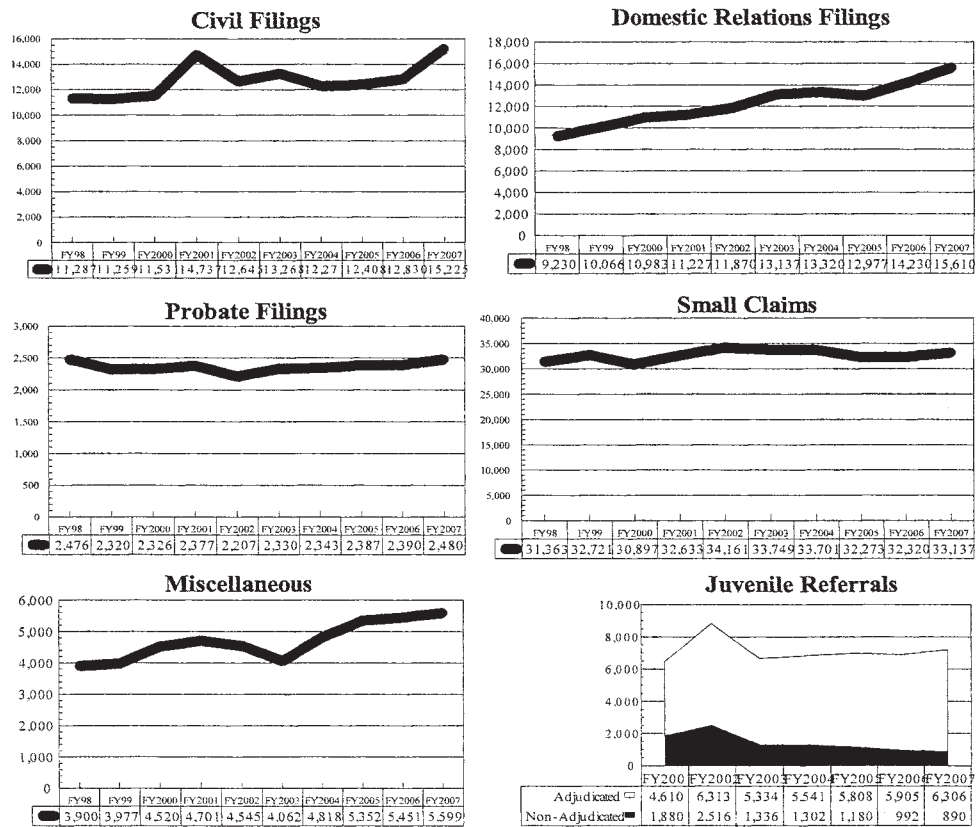 Civil Filings
16,000
14,000
12,000
10,000
8,000
6,000
4,000
2,000
0
FY98 FY99 FY2000 FY2001 FY2002 FY2003 FY2004 FY2005 FY2006 FY2007
11,287 11,259 11,531 14,737 12,645 13,268 12,271 12,408 12,830 15,225
Domestic Relations Filings
18,000
16,000
14,000
12,000
10,000
8,000
6,000
4,000
2,000
0
FY98 FY99 FY2000 FY2001 FY2002 FY2003 FY2004 FY2005 FY2006 FY2007
9,230 10,066 10,983 11,227 11,870 13,137 13,320 12,977 14,230 15,610
Probate Filings
3,000
2,500
2,000
1,500
1,000
500
0
FY98 FY99 FY2000 FY2001 FY2002 FY2003 FY2004 FY2005 FY2006 FY2007
2,476 2,320 2,326 2,377 2,207 2,330 2,343 2,387 2,390 2,480
Small Claims
40,000
35,000
30,000
25,000
20,000
15,000
10,000
5,000
0
FY98 FY99 FY2000 FY2001 FY2002 FY2003 FY2004 FY2005 FY2006 FY2007
31,363 32,721 30,897 32,633 34,161 33,749 33,701 32,273 32,320 33,137
Miscellaneous
6,000
5,000
4,000
3,000
2,000
1,000
0
FY98 FY99 FY2000 FY2001 FY2002 FY2003 FY2004 FY2005 FY2006 FY2007
3,900 3,977 4,520 4,701 4,545 4,062 4,818 5,352 5,451 5,599
Juvenile Referrals
10,000
8,000
6,000
4,000
2,000
0
FY200 FY2002 FY2003 FY2004 FY2005 FY2006 FY2007
Adjudicated 4,610 6,313 5,334 5,541 5,808 5,905 6,306
Non-Adjudicated 1,880 2,516 1,336 1,302 1,180 992 890